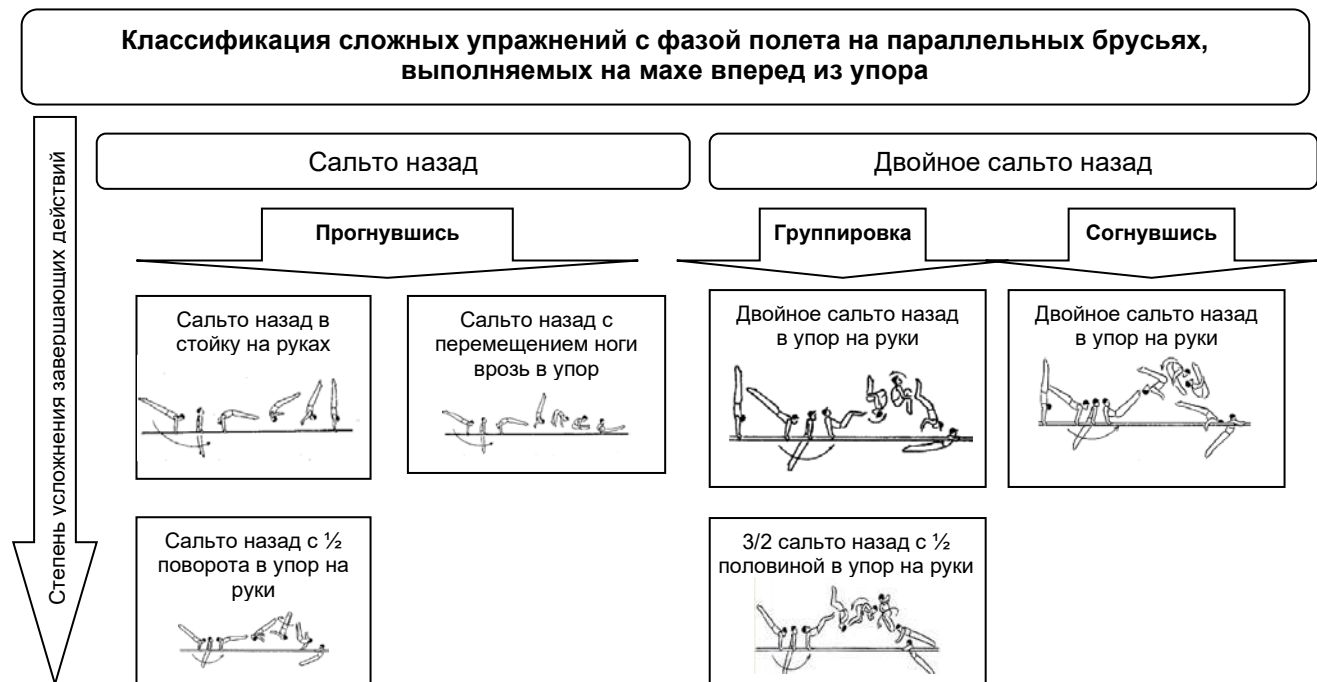 Классификация сложных упражнений с фазой полета на параллельных брусьях,
выполняемых на махе вперед из упора
Степень усложнения завершающих действий
Сальто назад
Двойное сальто назад
Прогнувшись
Группировка
Согнувшись
Сальто назад в
стойку на руках
Сальто назад с
перемещением ноги
врозь в упор
Двойное сальто назад
в упор на руки
Двойное сальто назад
в упор на руки
Сальто назад с ½
поворота в упор на
руки
3/2 сальто назад с ½
половиной в упор на руки